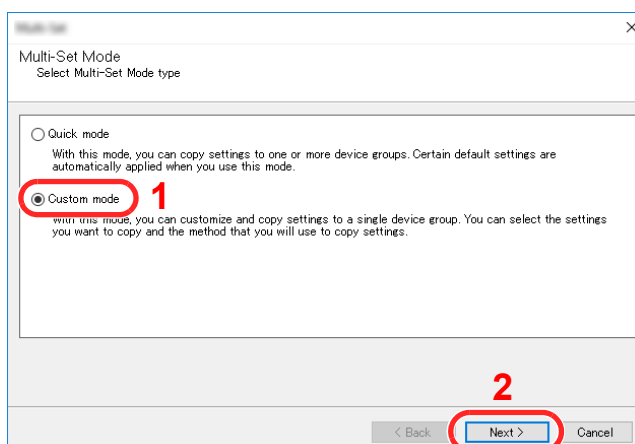 Multi-Set Mode
Select Multi-Set Mode type
Quick mode
With this mode, you can copy settings to one or more device groups. Certain default settings are
automatically applied when you use this mode.
Custom mode 1
With this mode, you can customize and copy settings to a single device group. You can select the settings
you want to copy and the method that you will use to copy settings.
2
< Back Next > Cancel